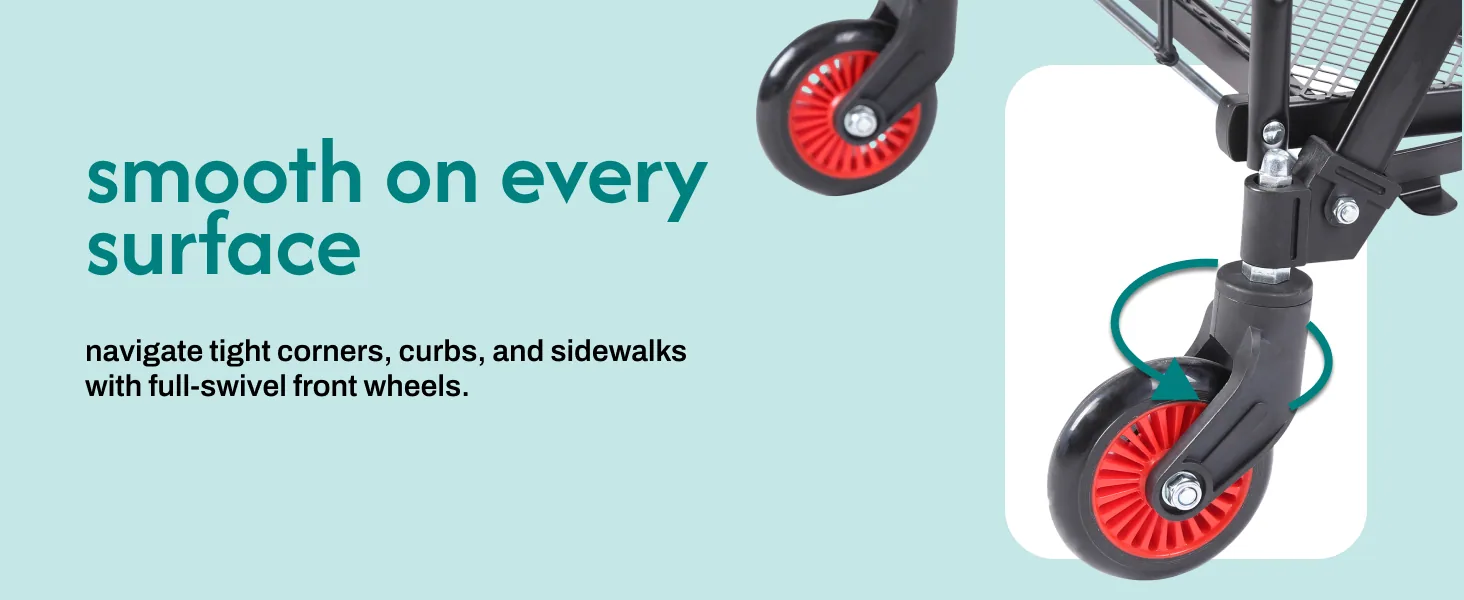 smooth on every
surface
navigate tight corners, curbs, and sidewalks
with full-swivel front wheels.